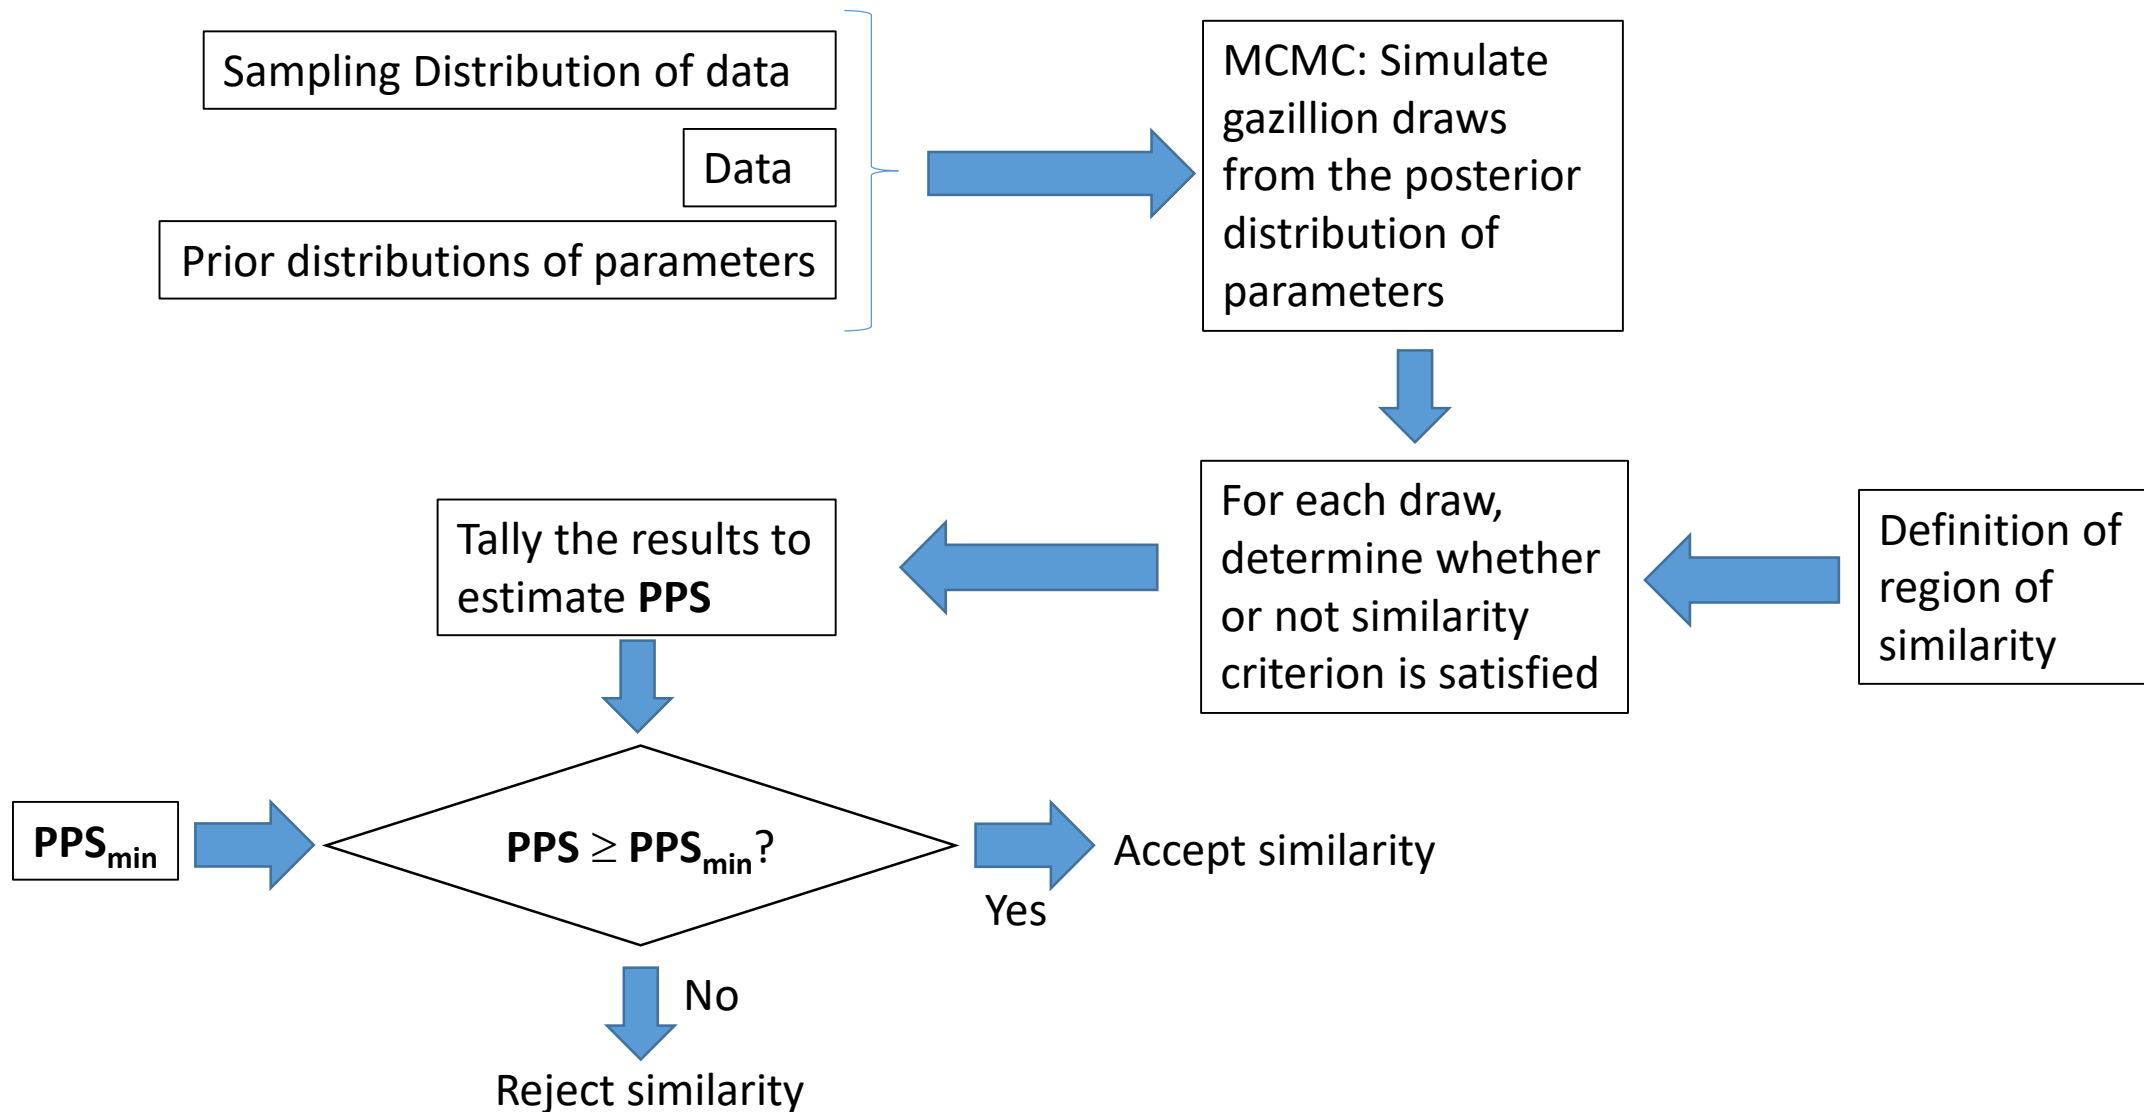 Sampling Distribution of data
Data
Prior distributions of parameters
MCMC: Simulate
gazillion draws
from the posterior
distribution of
parameters
For each draw,
determine whether
or not similarity
criterion is satisfied
Definition of
region of
similarity
Tally the results to
estimate PPS
PPSmin
PPS ≥ PPSmin?
Yes
Accept similarity
No
Reject similarity